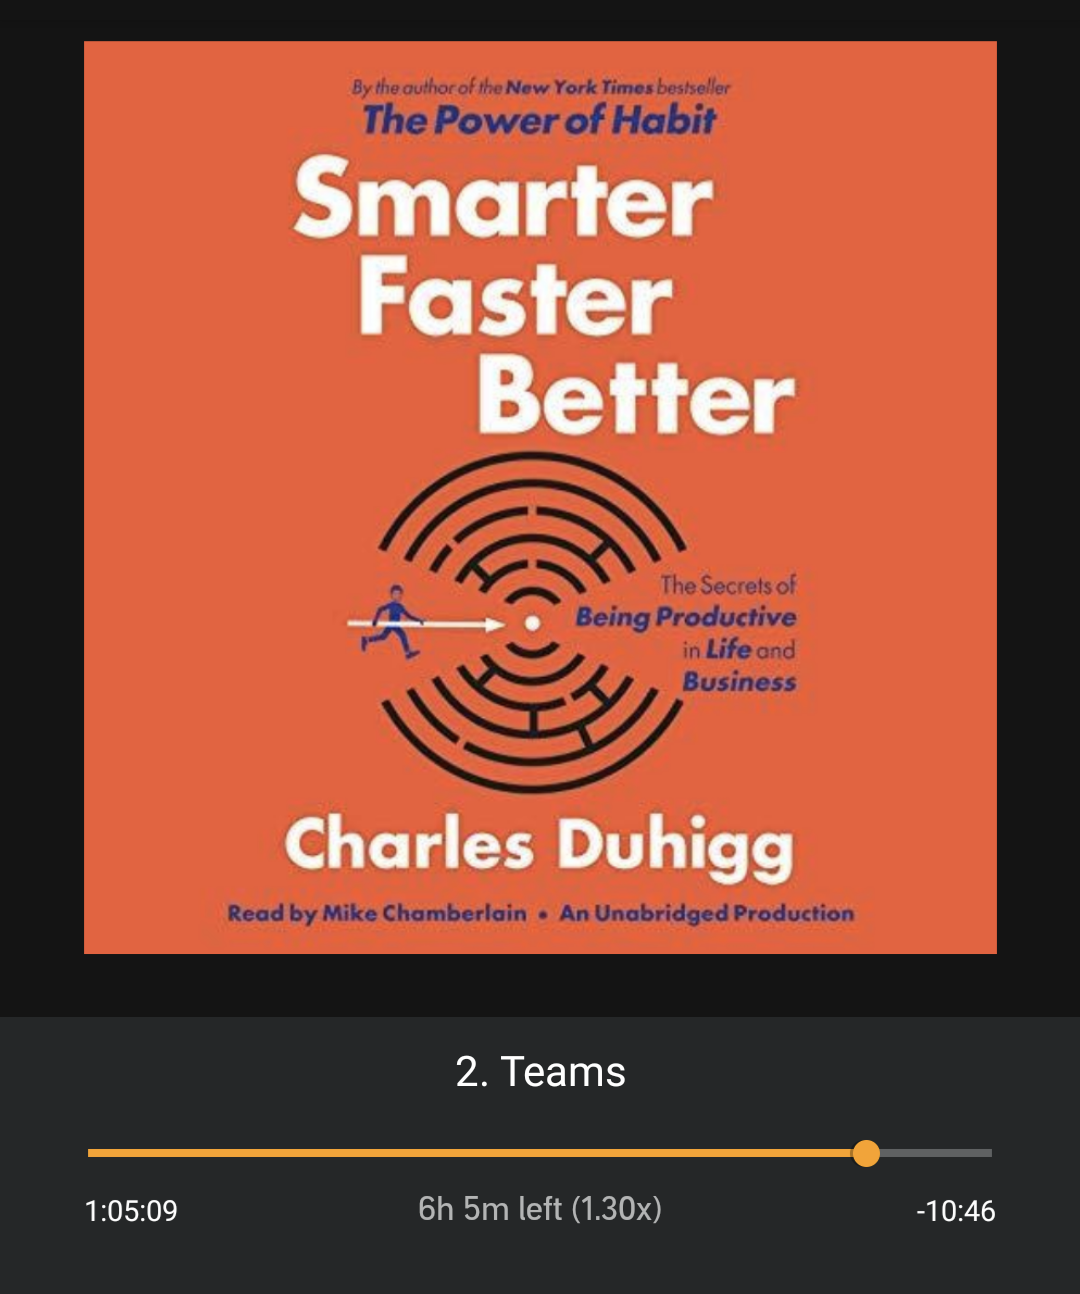 By the author of the New York Times bestseller
The Power of Habit
Smarter
Faster
Better
The Secrets of
Being Productive
in Life and
Business
Charles Duhigg
Read by Mike Chamberlain • An Unabridged Production
2. Teams
1:05:09 6h 5m left (1.30x) -10:46